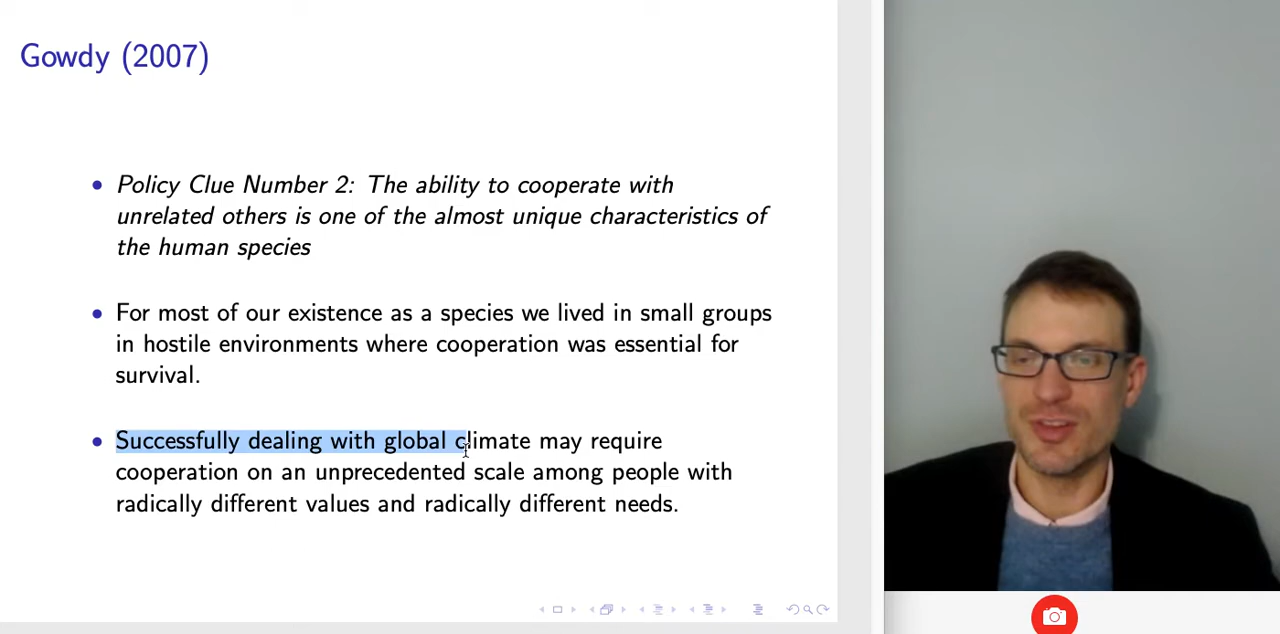 Gowdy (2007)
Policy Clue Number 2: The ability to cooperate with
unrelated others is one of the almost unique characteristics of
the human species
For most of our existence as a species we lived in small groups
in hostile environments where cooperation was essential for
survival.
Successfully dealing with global climate may require
cooperation on an unprecedented scale among people with
radically different values and radically different needs.